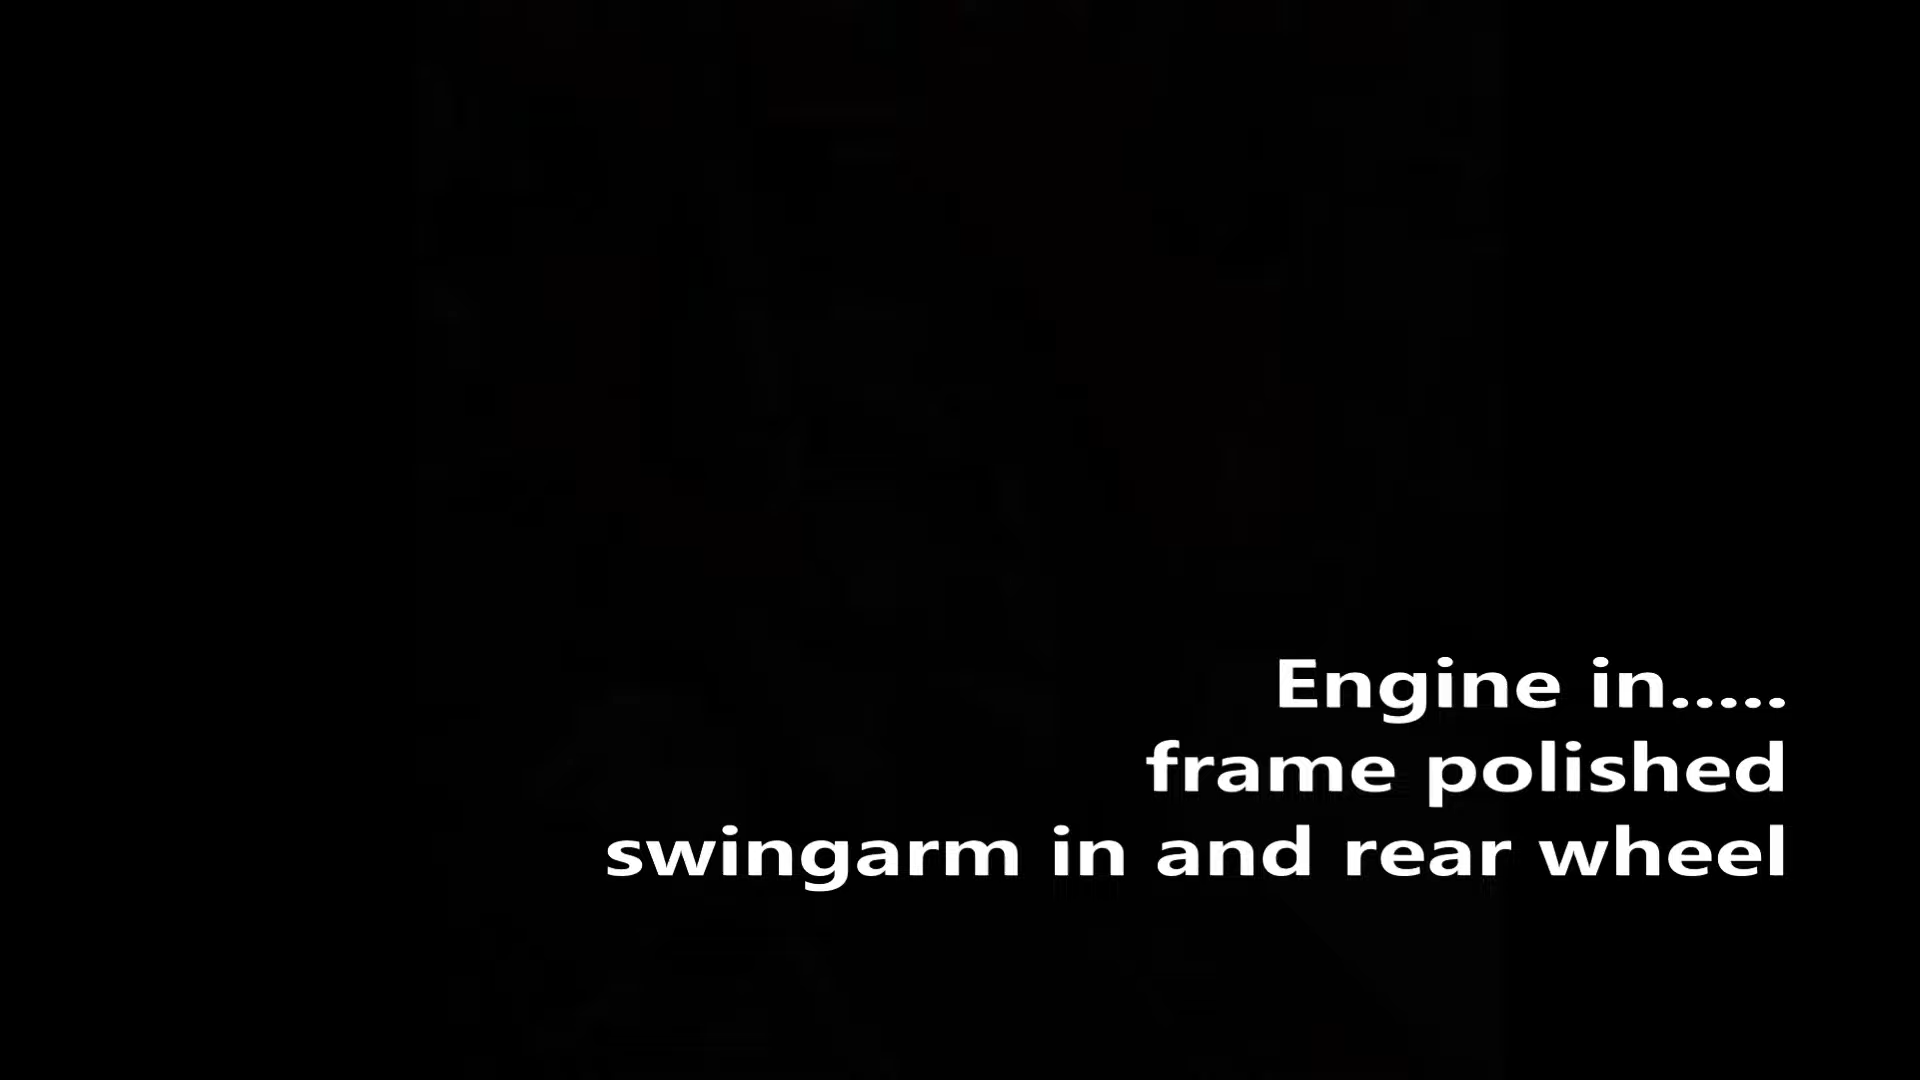 Engine in.....
frame polished
swingarm in and rear wheel